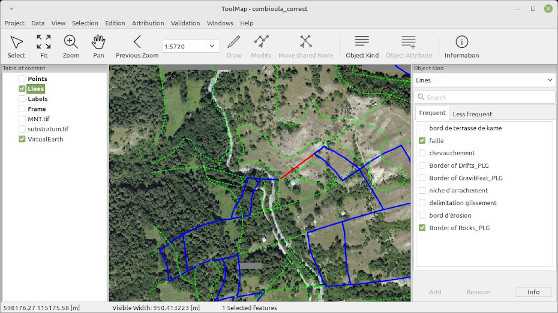 ToolMap - combioula_correct
Project Data View Selection Edition Attribution Validation Windows Help
Select Fit Zoom Pan Previous Zoom 1:5720 Draw Modify Move shared Node Object Kind Object Attribute Information
Table of content
Points
Lines
Labels
Frame
MNT.tif
substratum.tif
VirtualEarth
Object Kind
Lines
Search
Frequent Less frequent
bord de terrasse de kame
faille
chevauchement
Border of Drifts_PLG
Border of GravitFeat_PLG
niche d'arrachement
delimitation glissement
bord d'érosion
Border of Rocks_PLG
Add Remove Info
598176.27 115175.58 [m] Visible Width: 950.413223 [m] 1 Selected features